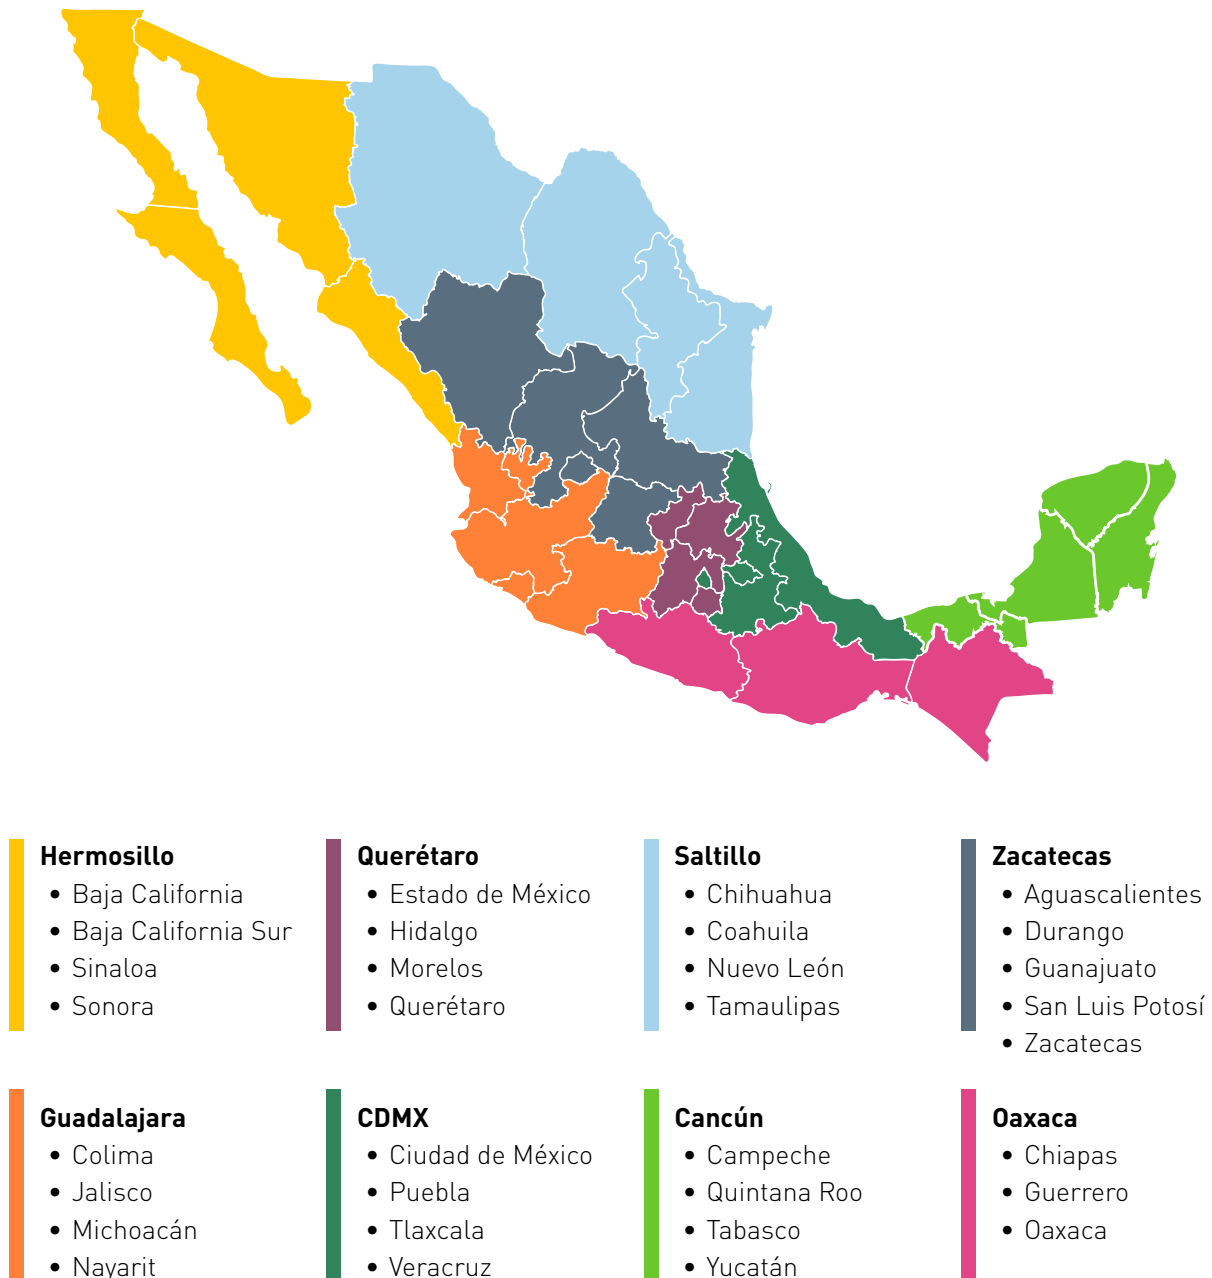 Hermosillo
• Baja California
• Baja California Sur
• Sinaloa
• Sonora
Querétaro
• Estado de México
• Hidalgo
• Morelos
• Querétaro
Saltillo
• Chihuahua
• Coahuila
• Nuevo León
• Tamaulipas
Zacatecas
• Aguascalientes
• Durango
• Guanajuato
• San Luis Potosí
• Zacatecas
Guadalajara
• Colima
• Jalisco
• Michoacán
• Nayarit
CDMX
• Ciudad de México
• Puebla
• Tlaxcala
• Veracruz
Cancún
• Campeche
• Quintana Roo
• Tabasco
• Yucatán
Oaxaca
• Chiapas
• Guerrero
• Oaxaca